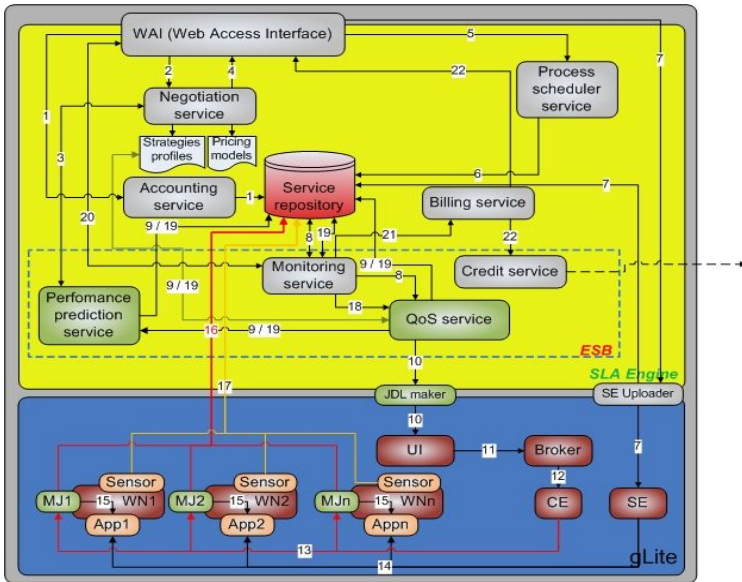 WAI (Web Access Interface)
5
7
2
4
22
1
Process
scheduler
service
Negotiation
service
3
Strategies
profiles
Pricing
models
6
7
Accounting
service
1
Service
repository
Billing service
20
9 / 19
8
19
21
22
Monitoring
service
9 / 19
8
Credit service
9 / 19
Perfomance
prediction
service
18
QoS service
16
9 / 19
ESB
10
SLA Engine
17
JDL maker
SE Uploader
10
UI
11
Broker
7
12
Sensor
MJ1
15
WN1
App1
Sensor
MJ2
15
WN2
App2
Sensor
MJn
15
WNn
Appn
CE
SE
13
14
gLite